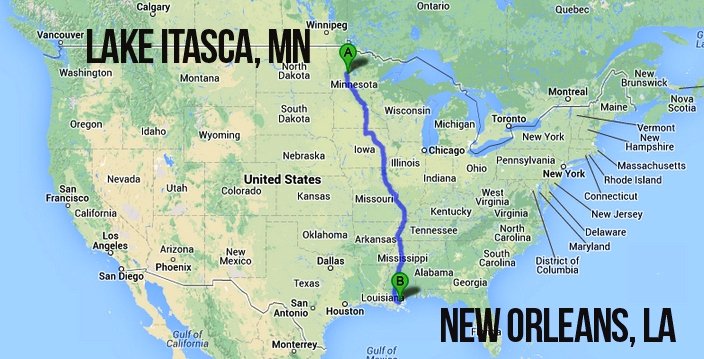 Calgary
Ontario
Quebec
Winnipeg
Vancouver
LAKE ITASCA, MN
A
Washington
Montana
North
Dakota
Minnesota
Montreal
New
Brunswick
Nova
Scotia
Maine
South
Dakota
Wisconsin
Michigan
Toronto
Oregon
Idaho
Wyoming
New York
Vermont
New
Hampshire
Massachusetts
Rhode Island
Connecticut
New Jersey
Delaware
Maryland
District of
Columbia
Iowa
Chicago
Nebraska
Illinois
Pennsylvania
New York
Nevada
Utah
United States
Colorado
Indiana
Ohio
San
Francisco
California
Kansas
Missouri
West
Virginia
Virginia
Kentucky
Los
Angeles
San Diego
Arizona
Phoenix
New
Mexico
Oklahoma
Arkansas
Tennessee
North
Carolina
South
Carolina
Mississippi
Alabama
Georgia
Dallas
Texas
B
Louisiana
San
Antonio
Houston
NEW ORLEANS, LA
Florida
Gulf of
California
Gulf of
Mexico